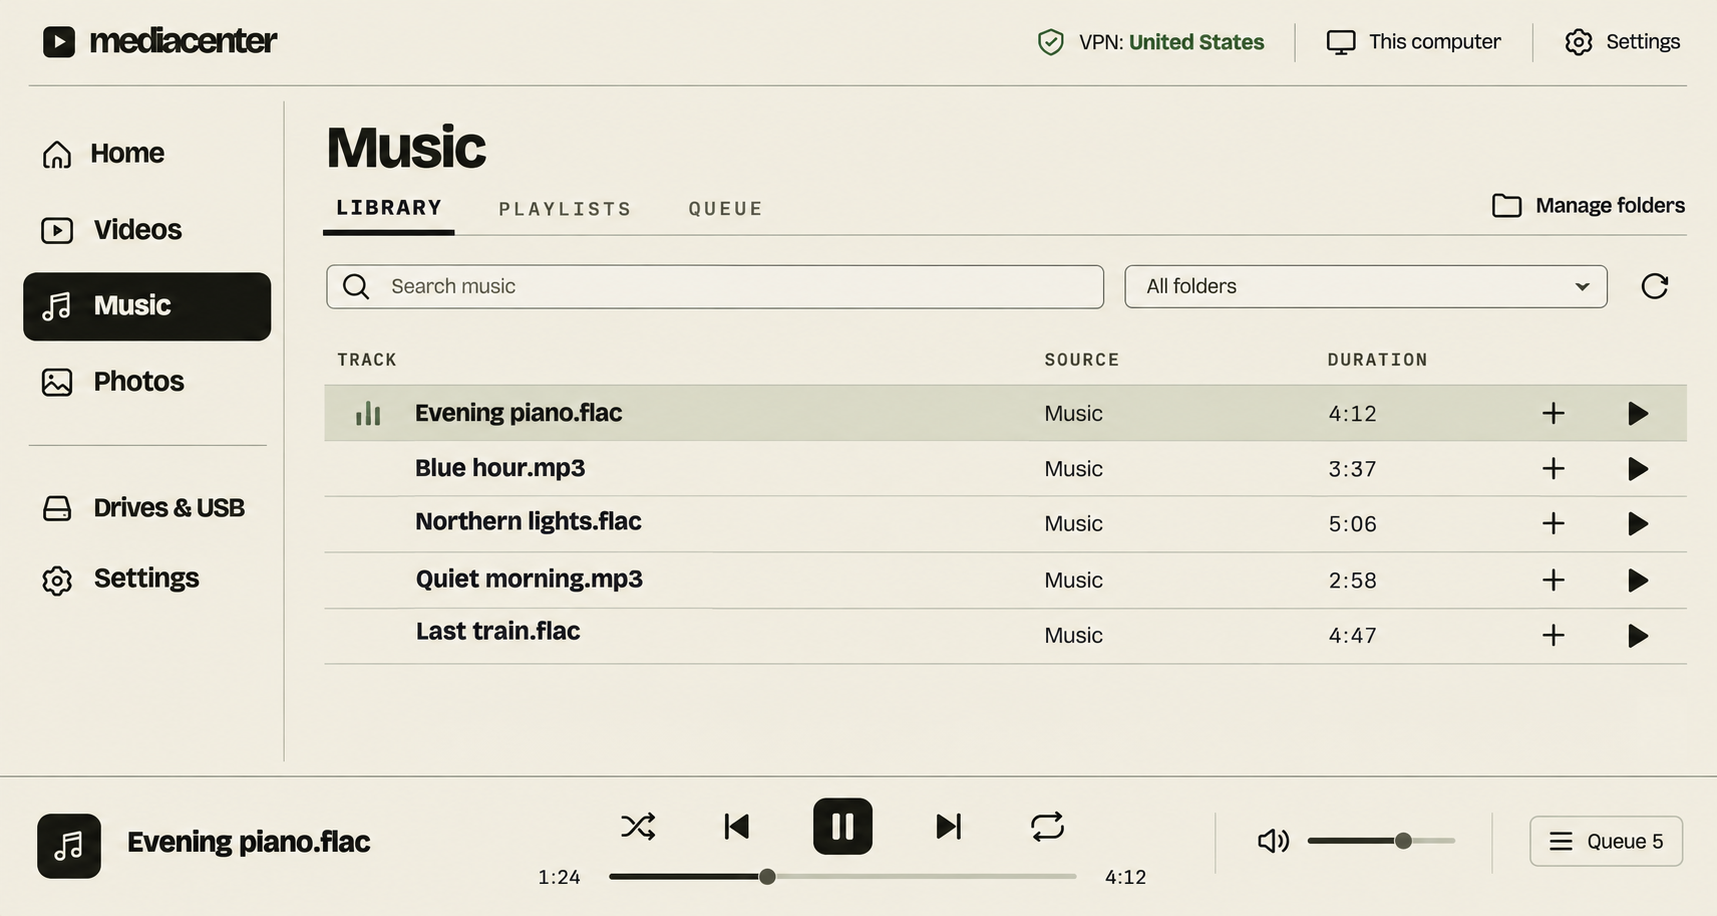 mediacenter
VPN: United States
This computer
Settings
Home
Videos
Music
Photos
Drives & USB
Settings
Music
LIBRARY PLAYLISTS QUEUE
Manage folders
Search music
All folders
TRACK SOURCE DURATION
Evening piano.flac Music 4:12
Blue hour.mp3 Music 3:37
Northern lights.flac Music 5:06
Quiet morning.mp3 Music 2:58
Last train.flac Music 4:47
Evening piano.flac
1:24 4:12
Queue 5